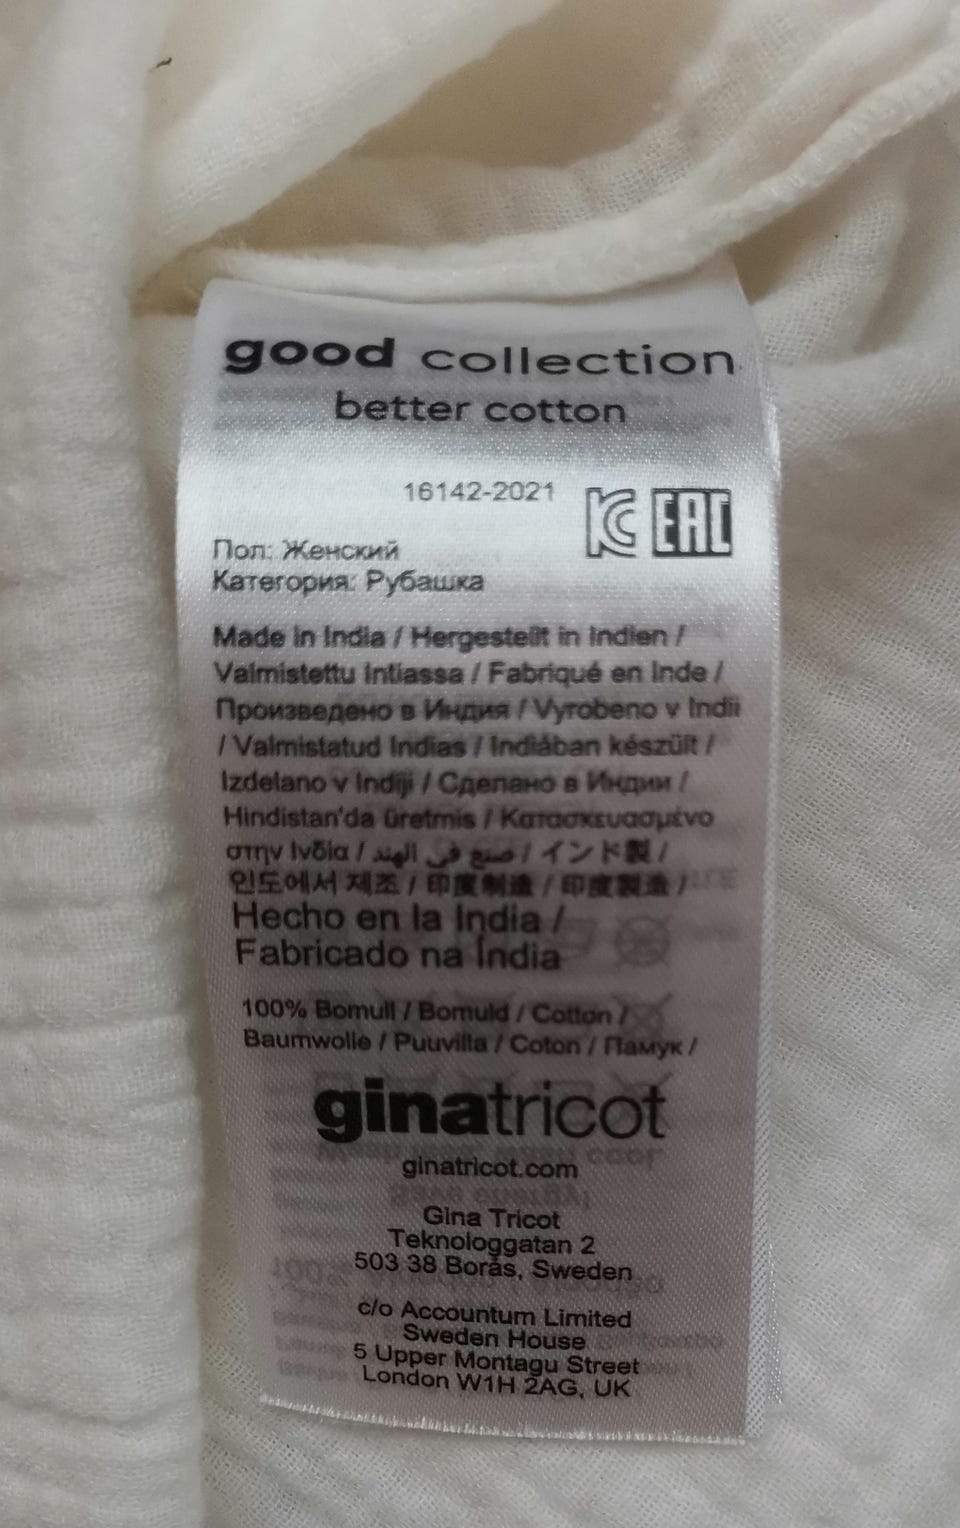 good collection
better cotton
16142-2021
KC EAC
Пол: Женский
Категория: Рубашка
Made in India / Hergestellt in Indien /
Valmistettu Intiassa / Fabriqué en Inde /
Произведено в Индия / Vyrobeno v Indii
/ Valmistatud Indias / Indiában készült /
Izdelano v Indiji / Сделано в Индии /
Hindistan'da üretmis / Κατασκευασμένο
στην Ινδία / صنع في الهند / インド製 /
인도에서 제조 / 印度制造 / 印度製造 /
Hecho en la India /
Fabricado na Índia
100% Bomull / Bomuld / Cotton /
Baumwolle / Puuvilla / Coton / Памук /
ginatricot
ginatricot.com
Gina Tricot
Teknologgatan 2
503 38 Borås, Sweden
c/o Accountum Limited
Sweden House
5 Upper Montagu Street
London W1H 2AG, UK